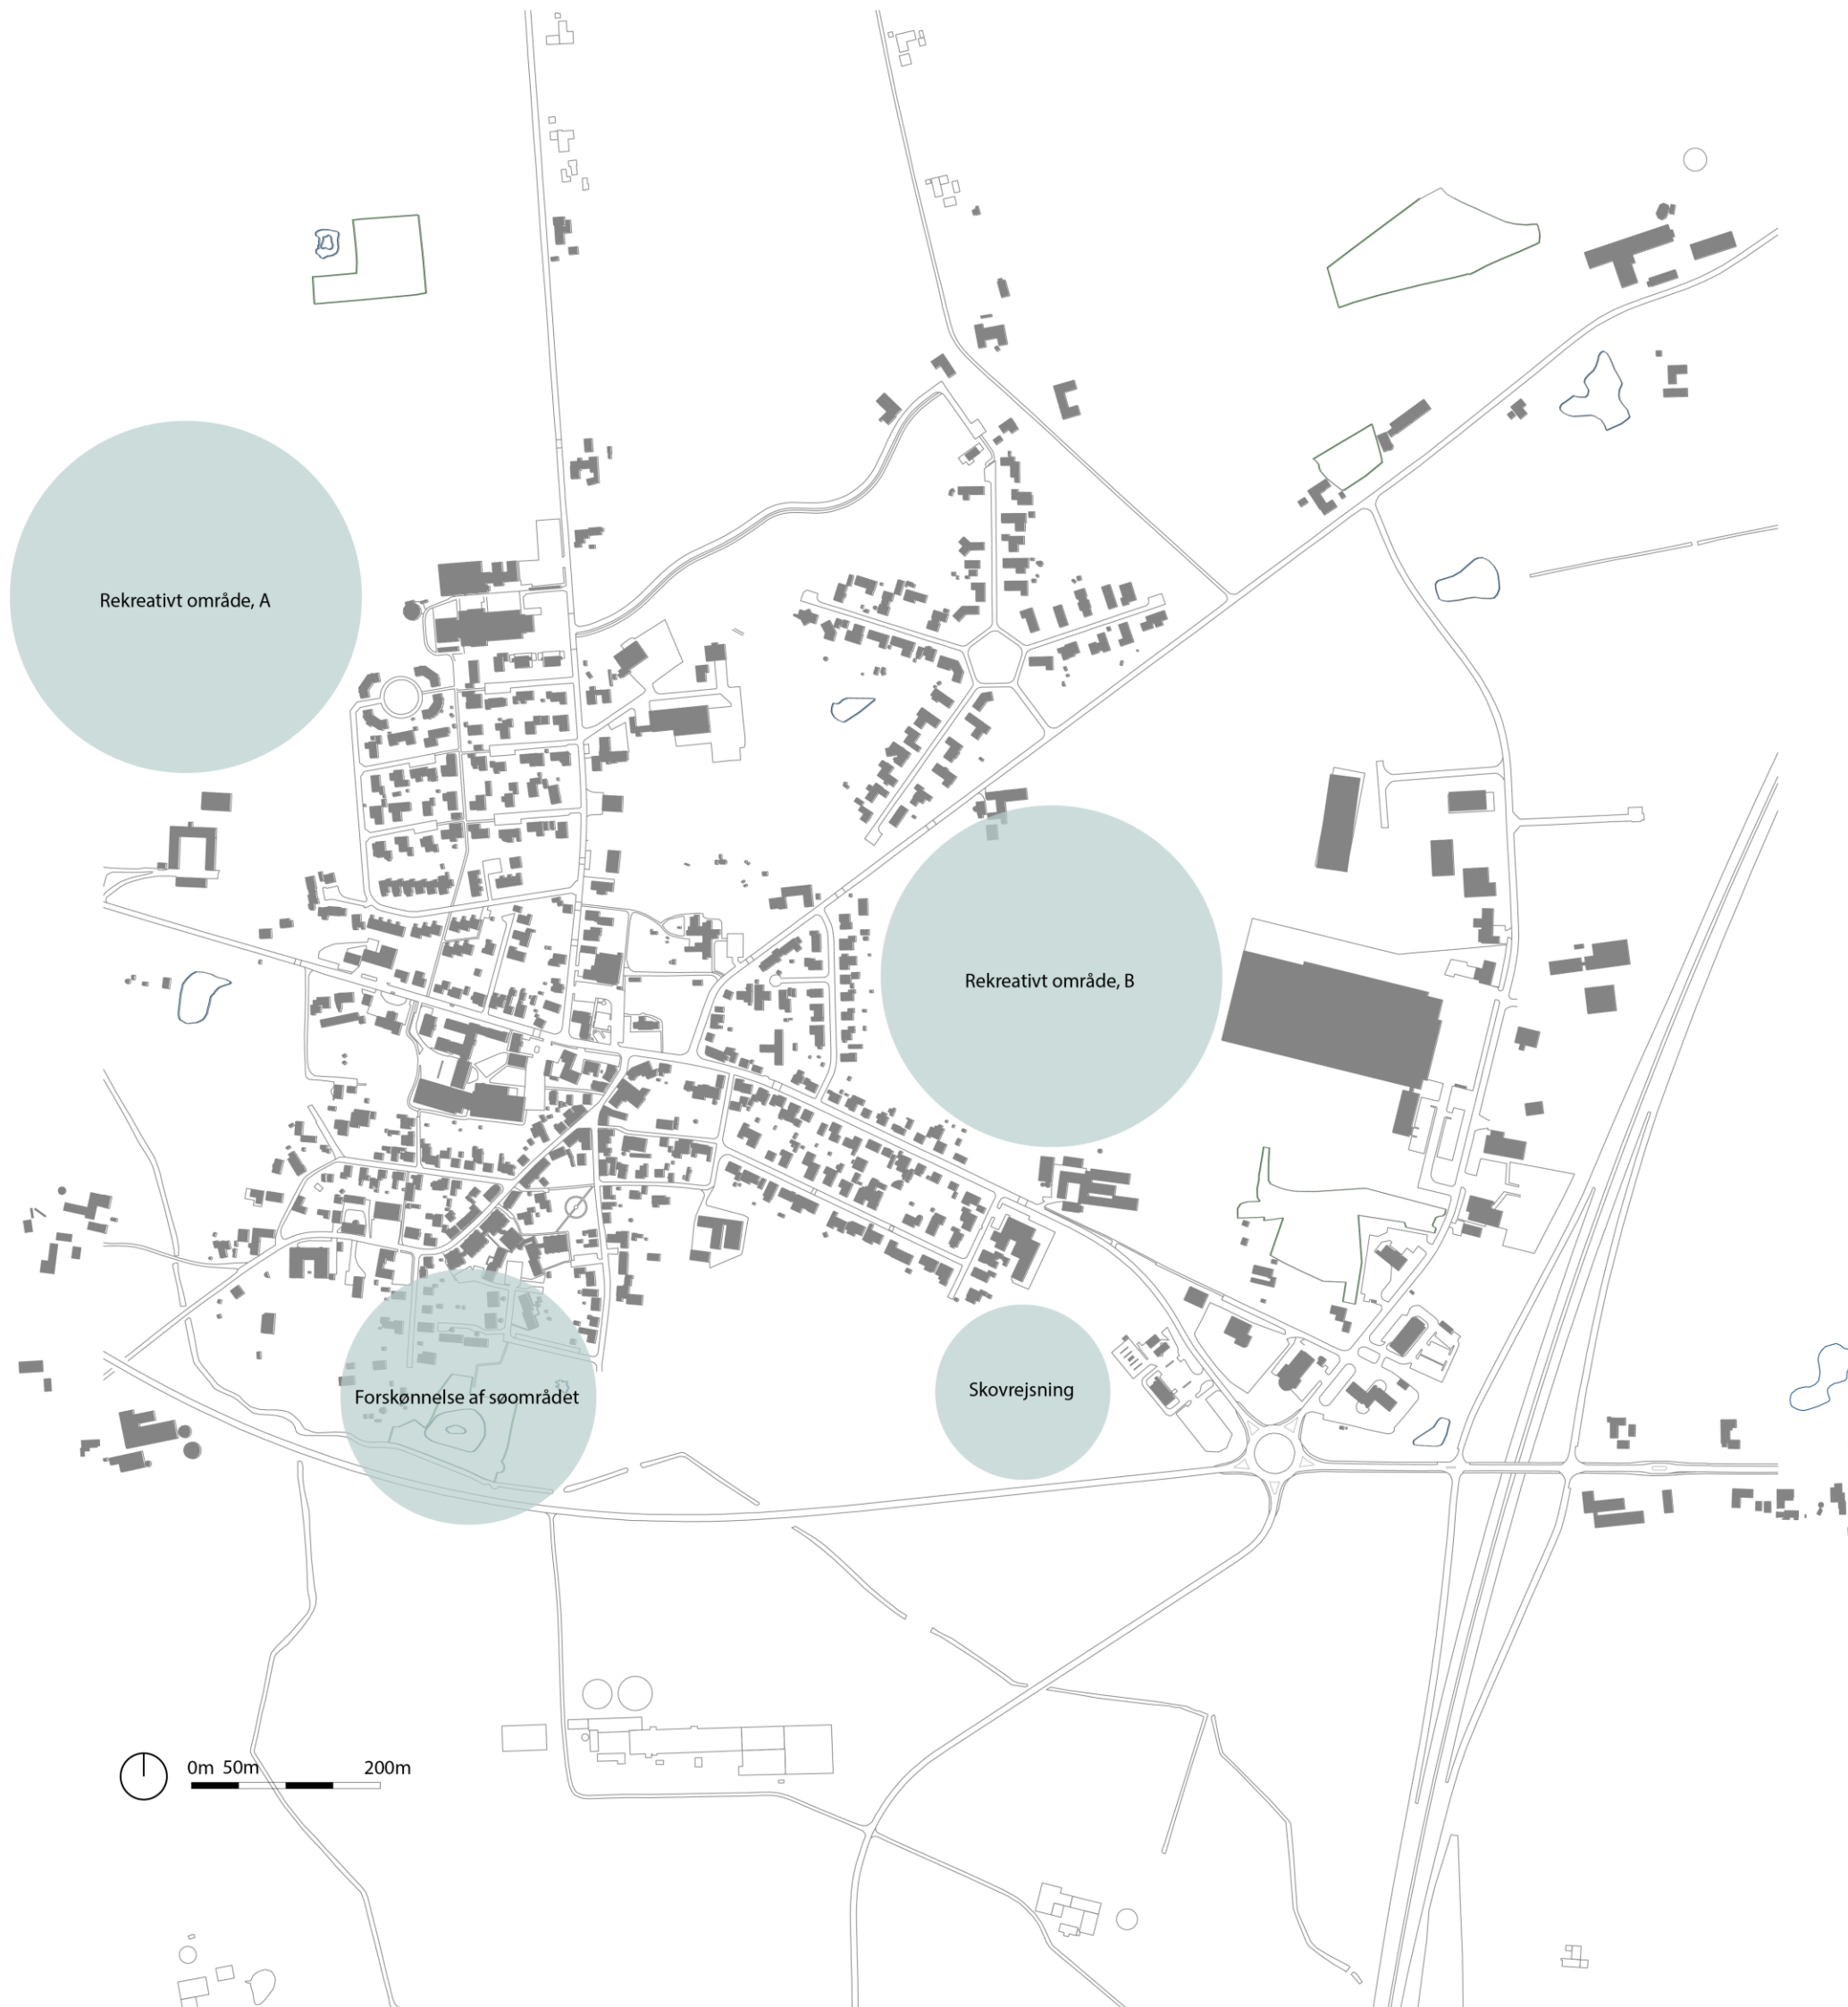 Rekreativt område, A
Rekreativt område, B
Skovrejsning
Forskønnelse af søområdet
0m 50m 200m